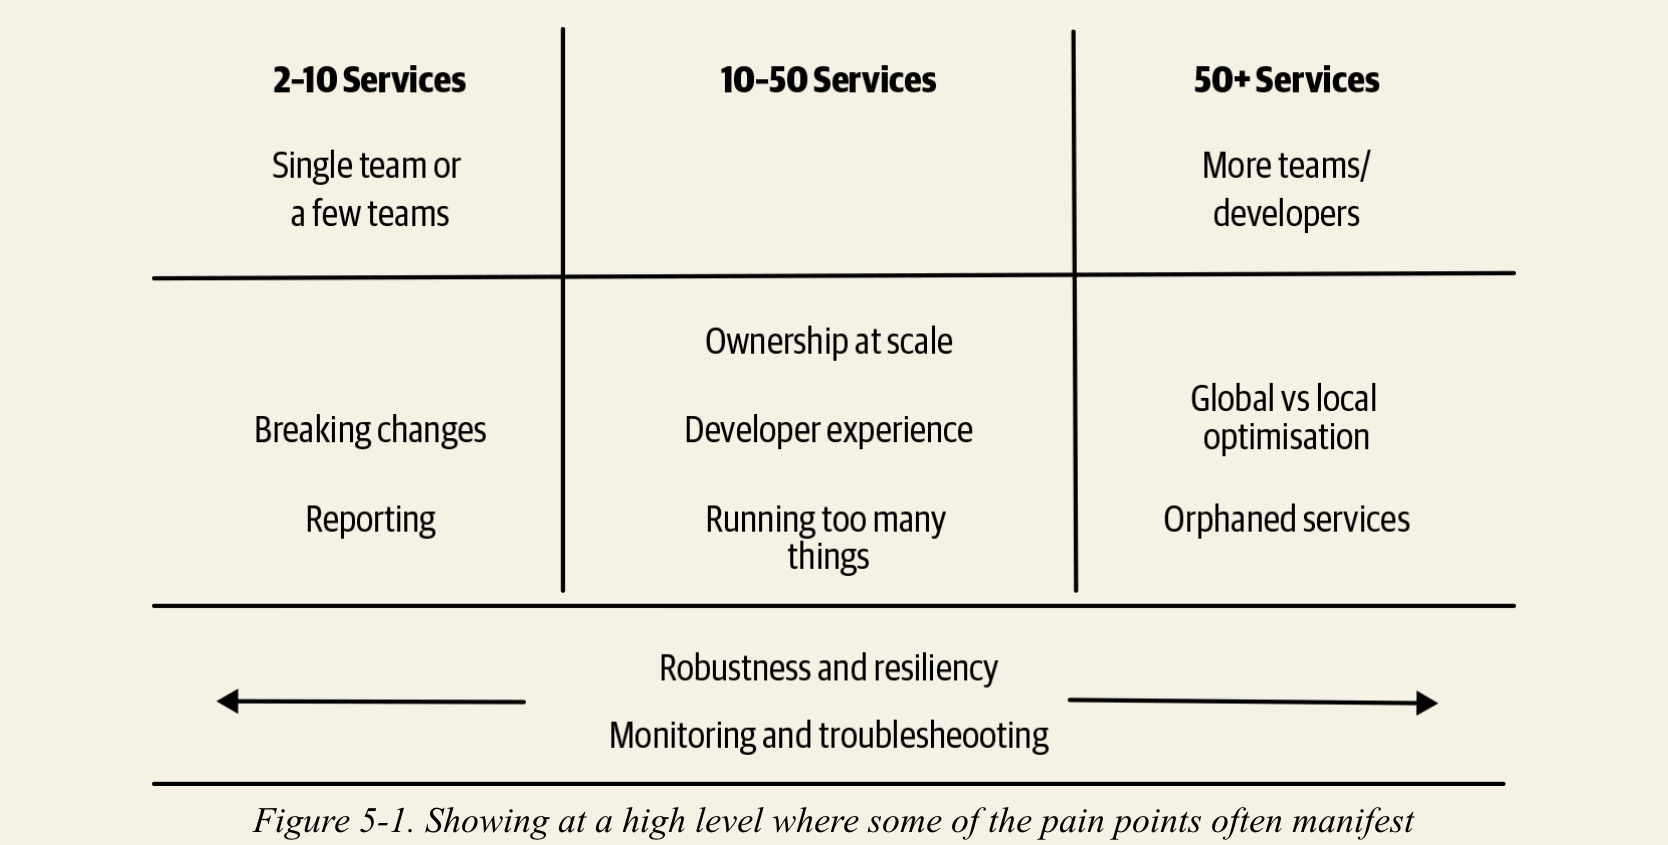 2–10 Services
10–50 Services
50+ Services
Single team or
a few teams
More teams/
developers
Breaking changes
Reporting
Ownership at scale
Developer experience
Running too many
things
Global vs local
optimisation
Orphaned services
Robustness and resiliency
Monitoring and troublesheooting
Figure 5-1. Showing at a high level where some of the pain points often manifest